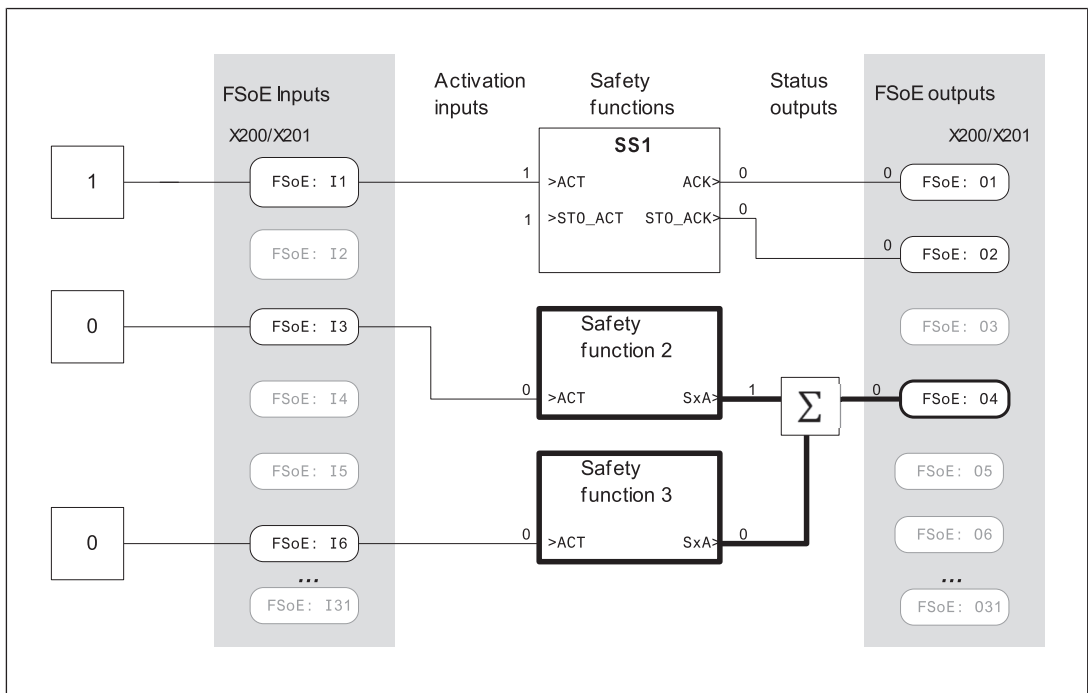 FSoE Inputs
Activation
inputs
Safety
functions
Status
outputs
FSoE outputs
X200/X201
X200/X201
SS1
1
FSoE: I1
1
>ACT
ACK>
0
0
FSoE: O1
1
>STO_ACT
STO_ACK>
0
FSoE: I2
0
FSoE: O2
0
FSoE: I3
Safety
function 2
FSoE: O3
FSoE: I4
0
>ACT
SxA>
1
Σ
0
FSoE: O4
FSoE: I5
Safety
function 3
FSoE: O5
0
FSoE: I6
0
>ACT
SxA>
0
FSoE: O6
...
...
FSoE: I31
FSoE: O31